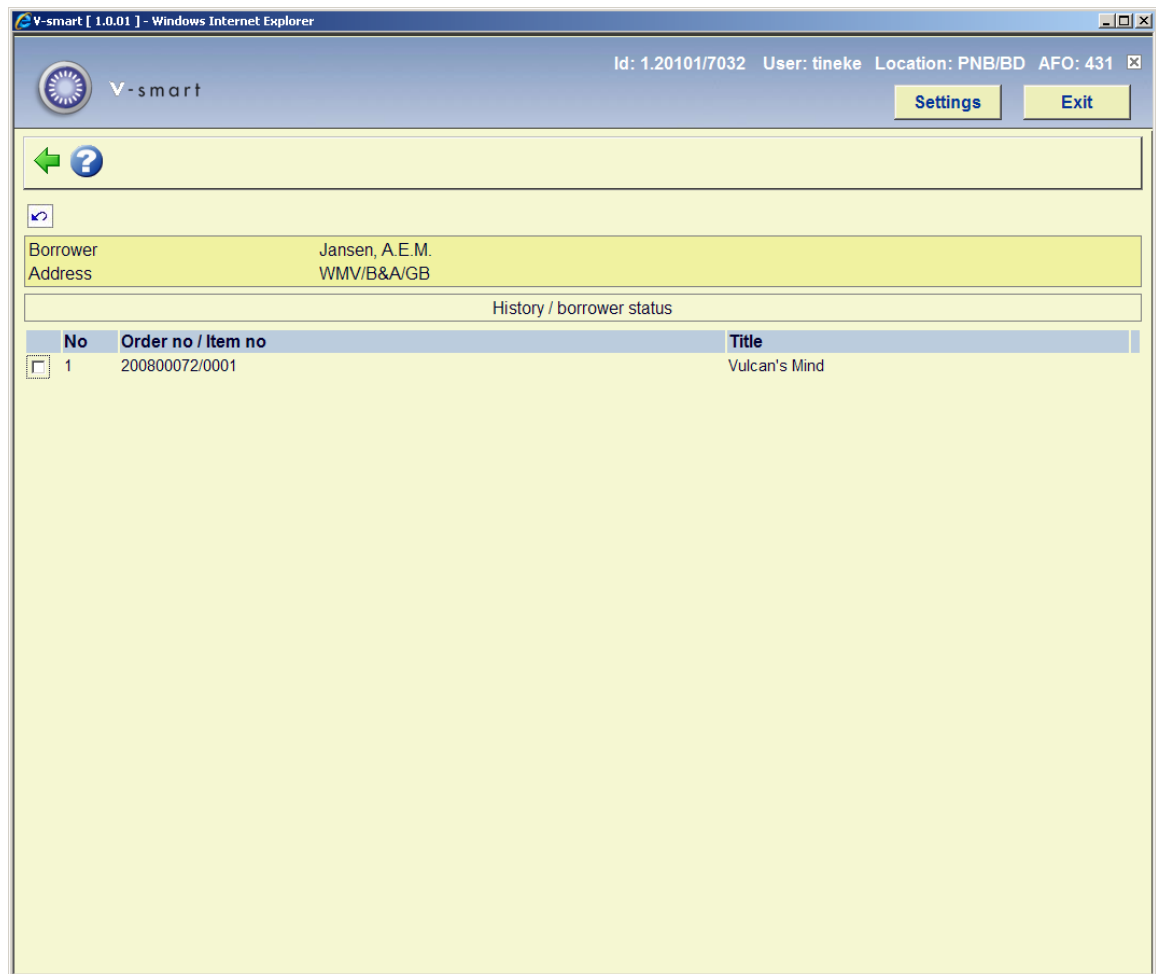 V-smart [ 1.0.01 ] - Windows Internet Explorer
Id: 1.20101/7032 User: tineke Location: PNB/BD AFO: 431
V-smart
Settings Exit
Borrower Jansen, A.E.M.
Address WMV/B&A/GB
History / borrower status
No Order no / Item no Title
1 200800072/0001 Vulcan's Mind